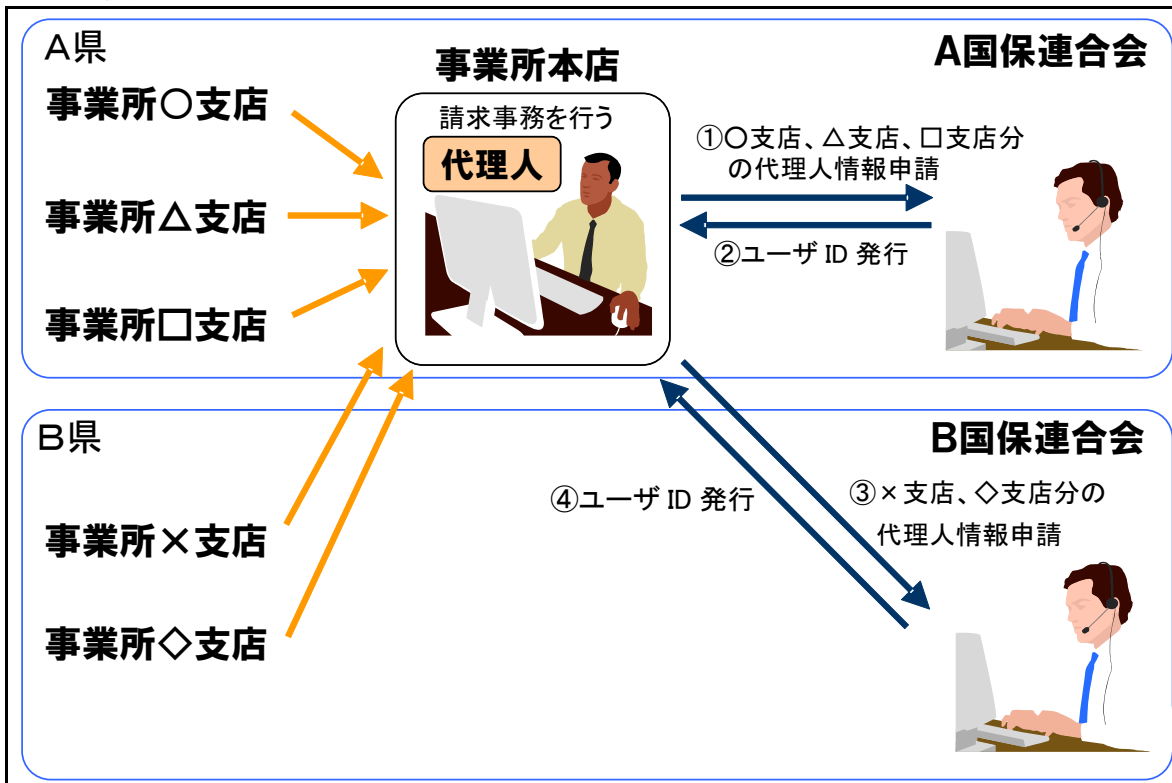 A県
事業所○支店
事業所△支店
事業所□支店
事業所本店
請求事務を行う
代理人
A国保連合会
①○支店、△支店、□支店分
の代理人情報申請
②ユーザ ID 発行
B県
事業所×支店
事業所◇支店
B国保連合会
④ユーザ ID 発行
③×支店、◇支店分の
代理人情報申請